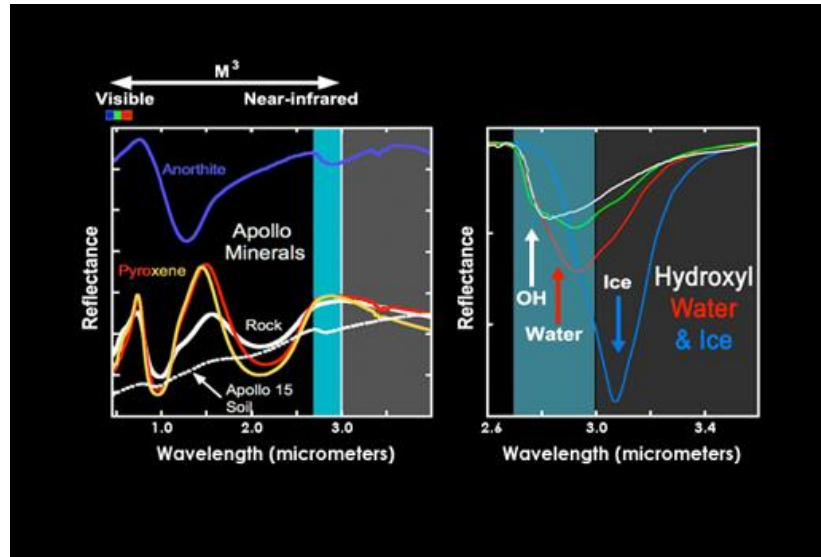 M³
Visible
Near-infrared
Anorthite
Apollo
Minerals
Pyroxene
Rock
Apollo 15
Soil
Reflectance
1.0
2.0
3.0
Wavelength (micrometers)
OH
Water
Ice
Hydroxyl
Water
& Ice
Reflectance
2.6
3.0
3.4
Wavelength (micrometers)